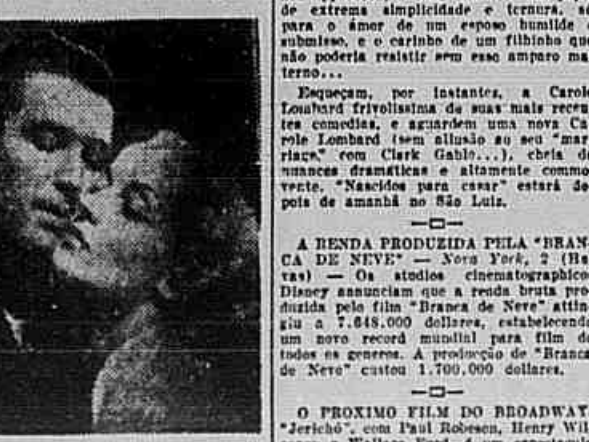 de extrema simplicidade e ternura, só
para o ámor de um esposo humilde e
submisso, e o carinho de um filhinho que
não poderia resistir sem esse amparo ma
terno...
Esqueçam, por instantes, a Carole
Lombard frivolissima de suas mais recen
tes comedias, e aguardem uma nova Ca
role Lombard (sem allusão ao seu "mar
riage," com Clark Gable...), cheia de
nuances dramáticas e altamente commo
vente. "Nascidos para casar" estará de
pois de amanhã no São Luiz.
A RENDA PRODUZIDA PELA "BRAN-
CA DE NEVE" — Nova York, 2 (Ha
vas) — Os studios cinematographicos
Disney annunciam que a renda bruta pro
duzida pelo film "Branca de Neve" attin
giu a 7.648.000 dollares, estabelecendo
um novo record mundial para film de
todos os generos. A producção de "Branca
de Neve" custou 1.700.000 dollares.
O PROXIMO FILM DO BROADWAY
"Jerichó", com Paul Robeson, Henry Wil